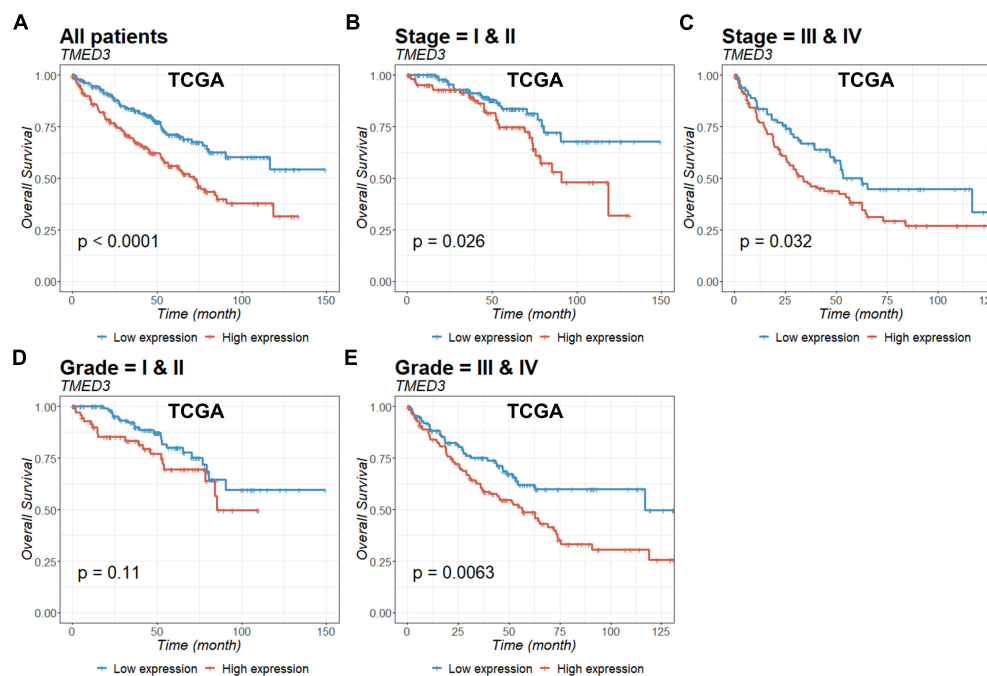 A
All patients
TMED3
TCGA
Overall Survival
1.00
0.75
0.50
0.25
0.00
p < 0.0001
0 50 100 150
Time (month)
Low expression High expression
B
Stage = I & II
TMED3
TCGA
Overall Survival
1.00
0.75
0.50
0.25
0.00
p = 0.026
0 50 100 150
Time (month)
Low expression High expression
C
Stage = III & IV
TMED3
TCGA
Overall Survival
1.00
0.75
0.50
0.25
0.00
p = 0.032
0 25 50 75 100
Time (month)
Low expression High expression
D
Grade = I & II
TMED3
TCGA
Overall Survival
1.00
0.75
0.50
0.25
0.00
p = 0.11
0 50 100 150
Time (month)
Low expression High expression
E
Grade = III & IV
TMED3
TCGA
Overall Survival
1.00
0.75
0.50
0.25
0.00
p = 0.0063
0 25 50 75 100 125
Time (month)
Low expression High expression